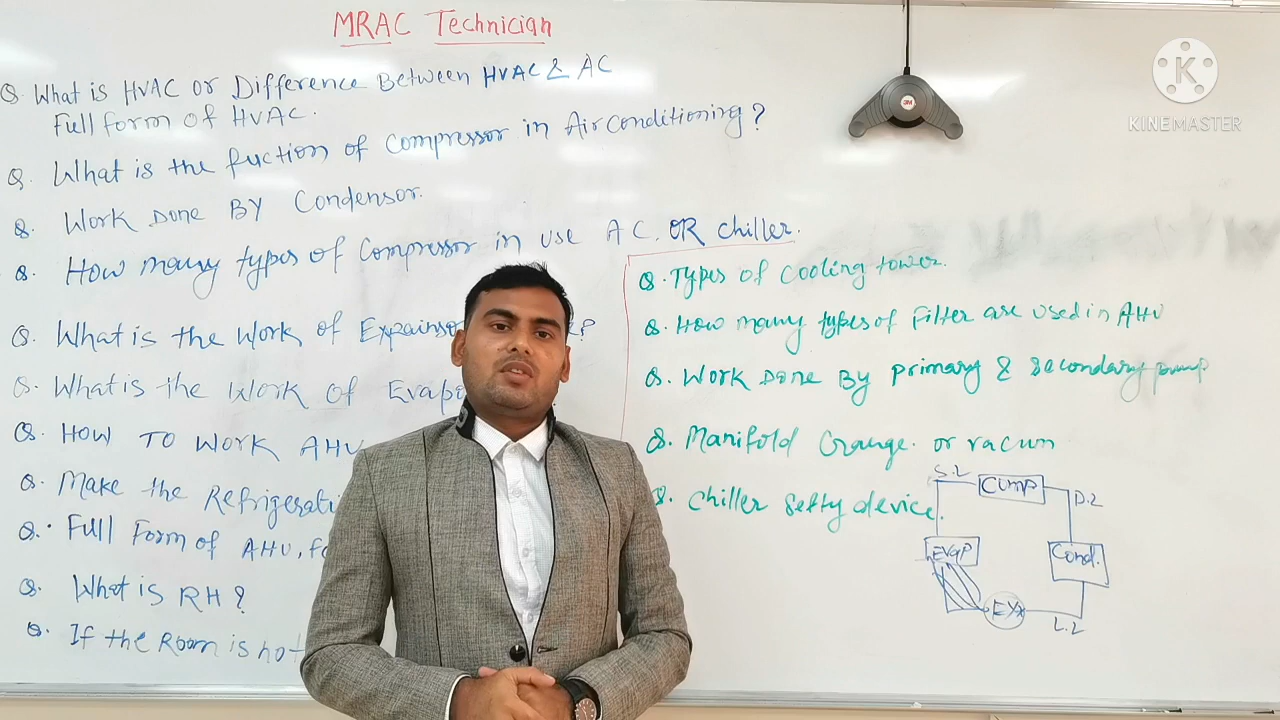 MRAC Technician
Q. What is HVAC or Difference Between HVAC & AC
Full form of HVAC.
Q. What is the fuction of compressor in Airconditioning?
Q. Work Done BY Condensor.
Q. How many types of Compressor in use AC. OR chiller.
Q. What is the work of
Q. What is the work of
Q. HOW TO WORK AHU
Q. Make the
Q. Full Form of AHU,
Q. What is RH?
Q. If the Room is hot
Q. Types of cooling tower.
Q. How many types of Filter are used in AHU
Q. Work Done By primary & secondary pump
Q. Manifold or vacum
Q. Chiller device
S.L
Comp
D.L
Evap
Cond.
L.L
3M
K
KINEMASTER